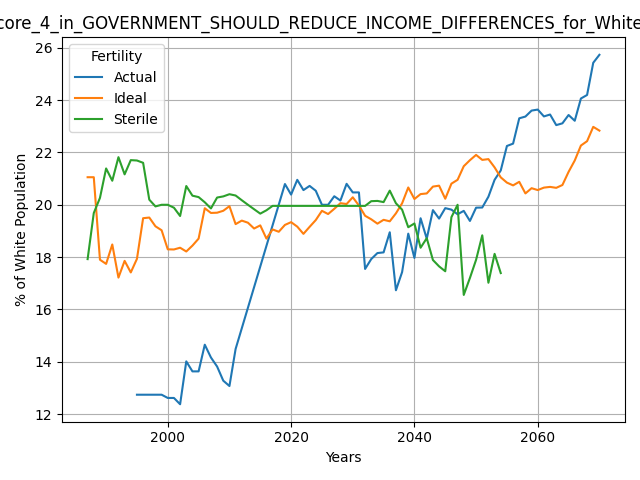 core_4_in_GOVERNMENT_SHOULD_REDUCE_INCOME_DIFFERENCES_for_White
Fertility
Actual
Ideal
Sterile
% of White Population
26
24
22
20
18
16
14
12
2000
2020
2040
2060
Years